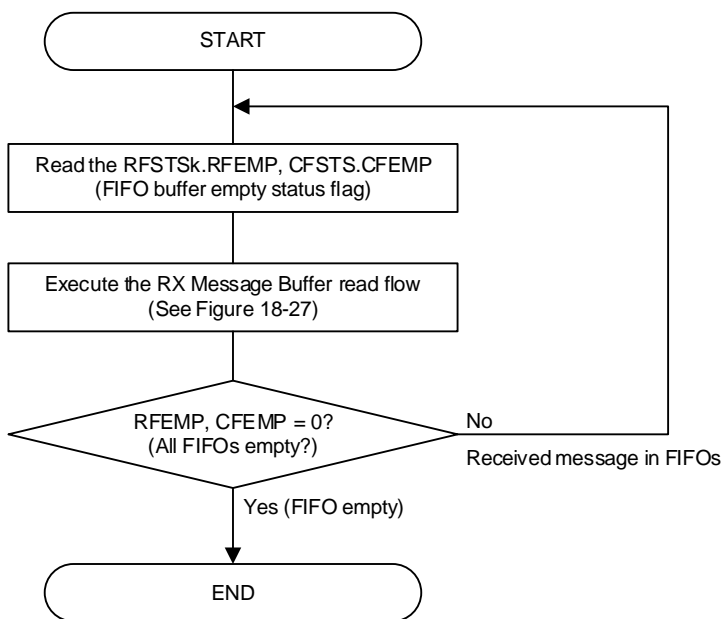 START
Read the RFSTSk.RFEMP, CFSTS.CFEMP
(FIFO buffer empty status flag)
Execute the RX Message Buffer read flow
(See Figure 18-27)
RFEMP, CFEMP = 0?
(All FIFOs empty?)
No
Received message in FIFOs
Yes (FIFO empty)
END